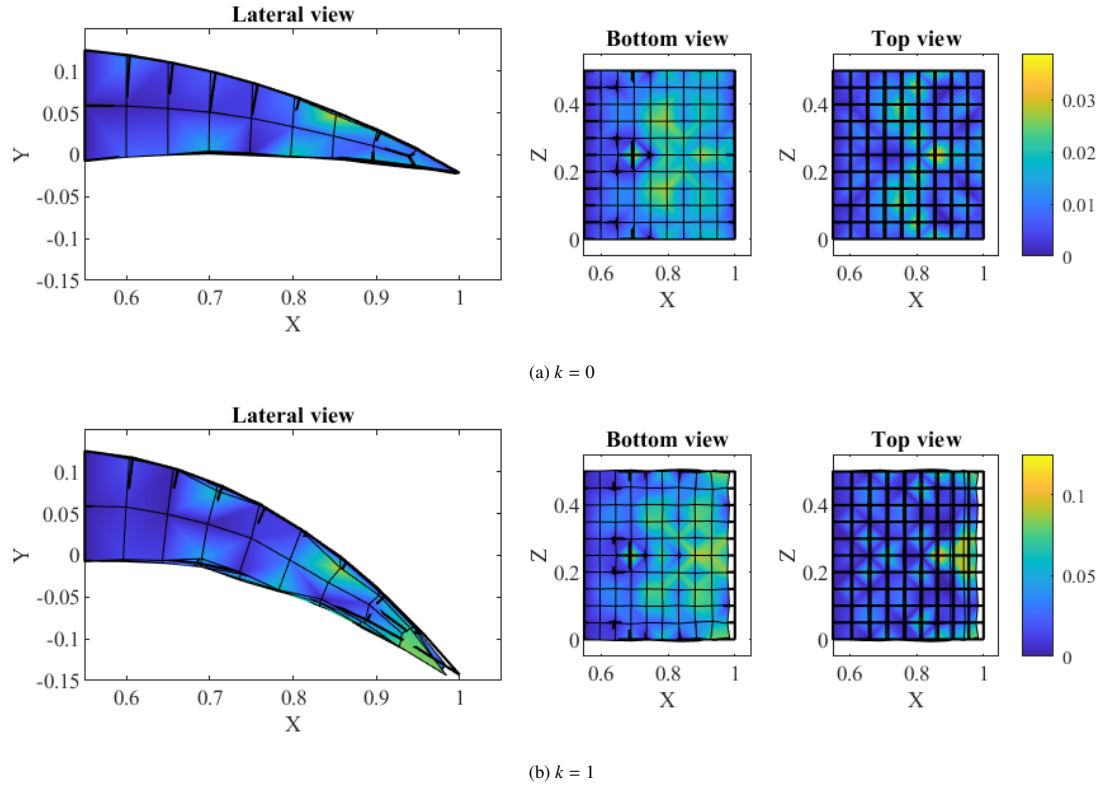 Lateral view
Bottom view
Top view
0.1
0.05
0
-0.05
-0.1
-0.15
Y
0.6
0.7
0.8
0.9
1
X
0.4
0.2
0
Z
0.6
0.8
1
X
0.4
0.2
0
Z
0.6
0.8
1
X
0.03
0.02
0.01
0
(a) k = 0
Lateral view
Bottom view
Top view
0.1
0.05
0
-0.05
-0.1
-0.15
Y
0.6
0.7
0.8
0.9
1
X
0.4
0.2
0
Z
0.6
0.8
1
X
0.4
0.2
0
Z
0.6
0.8
1
X
0.1
0.05
0
(b) k = 1